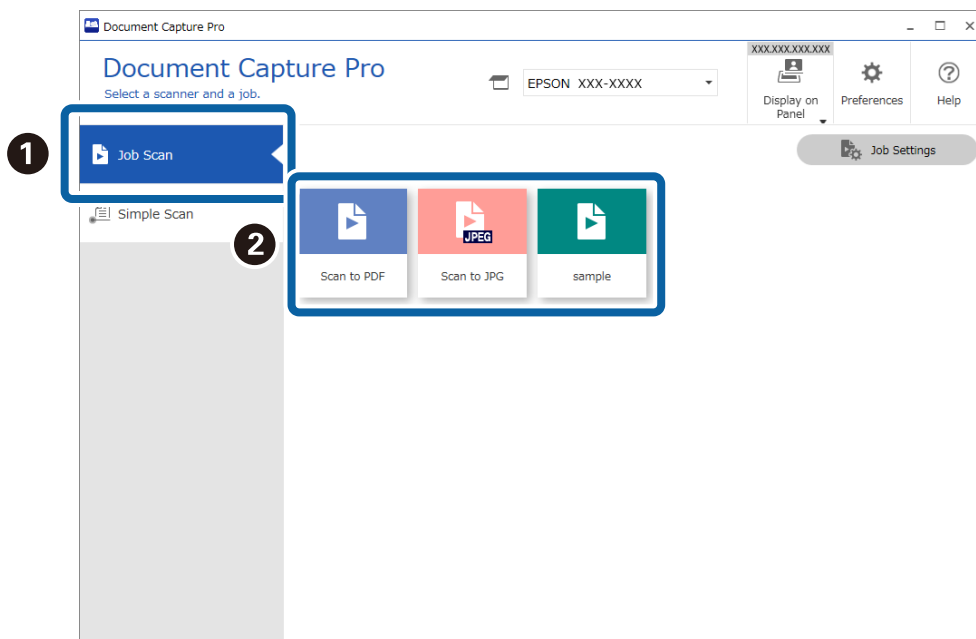 Document Capture Pro
Document Capture Pro
Select a scanner and a job.
EPSON XXX-XXXX
XXX.XXX.XXX.XXX
Display on
Panel
Preferences
Help
1
Job Scan
Job Settings
Simple Scan
2
JPEG
Scan to PDF
Scan to JPG
sample